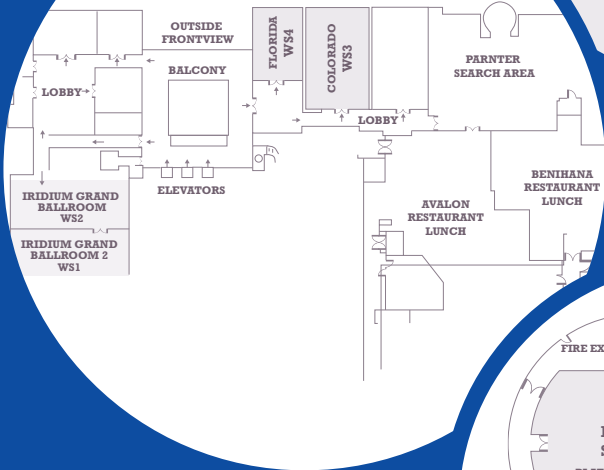 OUTSIDE
FRONTVIEW
FLORIDA
WS4
COLORADO
WS3
PARNTER
SEARCH AREA
BALCONY
LOBBY
LOBBY
ELEVATORS
IRIDIUM GRAND
BALLROOM
WS2
IRIDIUM GRAND
BALLROOM 2
WS1
AVALON
RESTAURANT
LUNCH
BENIHANA
RESTAURANT
LUNCH
FIRE EX